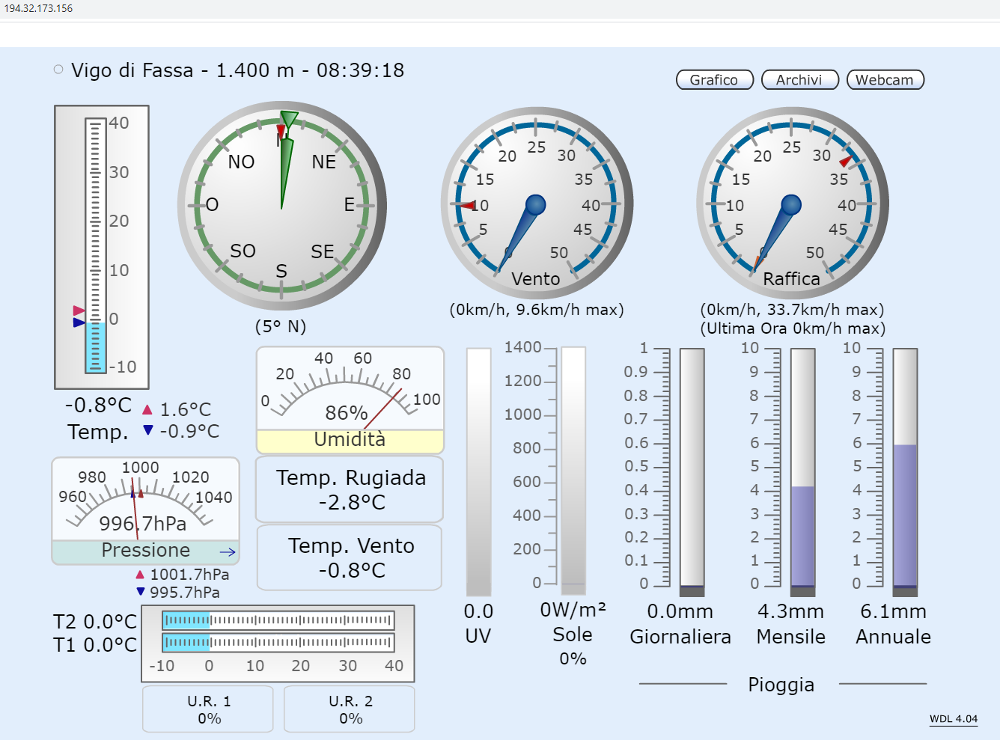 194.32.173.156
Vigo di Fassa - 1.400 m - 08:39:18
Grafico Archivi Webcam
40
30
20
10
0
-10
-0.8°C
Temp.
1.6°C
-0.9°C
N
NE
E
SE
S
SO
O
NO
(5° N)
0 5 10 15 20 25 30 35 40 45 50
Vento
(0km/h, 9.6km/h max)
0 5 10 15 20 25 30 35 40 45 50
Raffica
(0km/h, 33.7km/h max)
(Ultima Ora 0km/h max)
0 20 40 60 80 100
86%
Umidità
Temp. Rugiada
-2.8°C
Temp. Vento
-0.8°C
960 980 1000 1020 1040
996.7hPa
Pressione
1001.7hPa
995.7hPa
T2 0.0°C
T1 0.0°C
-10 0 10 20 30 40
U.R. 1
0%
U.R. 2
0%
0.0
UV
1400
1200
1000
800
600
400
200
0
0W/m²
Sole
0%
1
0.9
0.8
0.7
0.6
0.5
0.4
0.3
0.2
0.1
0
0.0mm
Giornaliera
10
9
8
7
6
5
4
3
2
1
0
4.3mm
Mensile
10
9
8
7
6
5
4
3
2
1
0
6.1mm
Annuale
Pioggia
WDL 4.04